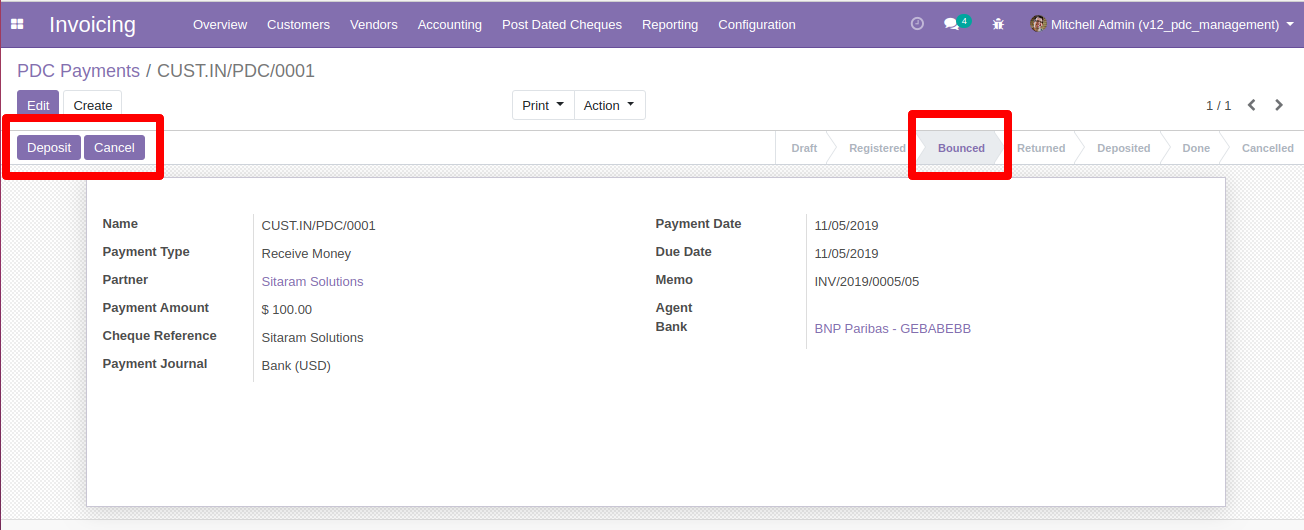 Invoicing Overview Customers Vendors Accounting Post Dated Cheques Reporting Configuration 4 Mitchell Admin (v12_pdc_management)
PDC Payments / CUST.IN/PDC/0001
Edit Create Print Action 1 / 1
Deposit Cancel Draft Registered Bounced Returned Deposited Done Cancelled
Name CUST.IN/PDC/0001 Payment Date 11/05/2019
Payment Type Receive Money Due Date 11/05/2019
Partner Sitaram Solutions Memo INV/2019/0005/05
Payment Amount $ 100.00 Agent
Cheque Reference Sitaram Solutions Bank BNP Paribas - GEBABEBB
Payment Journal Bank (USD)